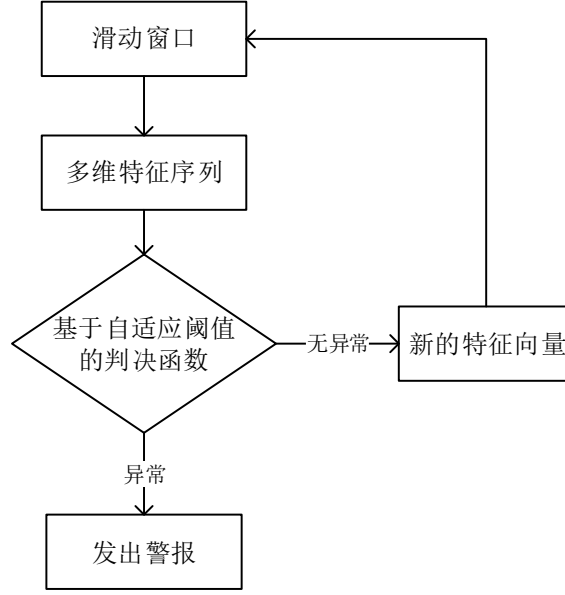 滑动窗口
多维特征序列
基于自适应阈值
的判决函数
无异常
新的特征向量
异常
发出警报